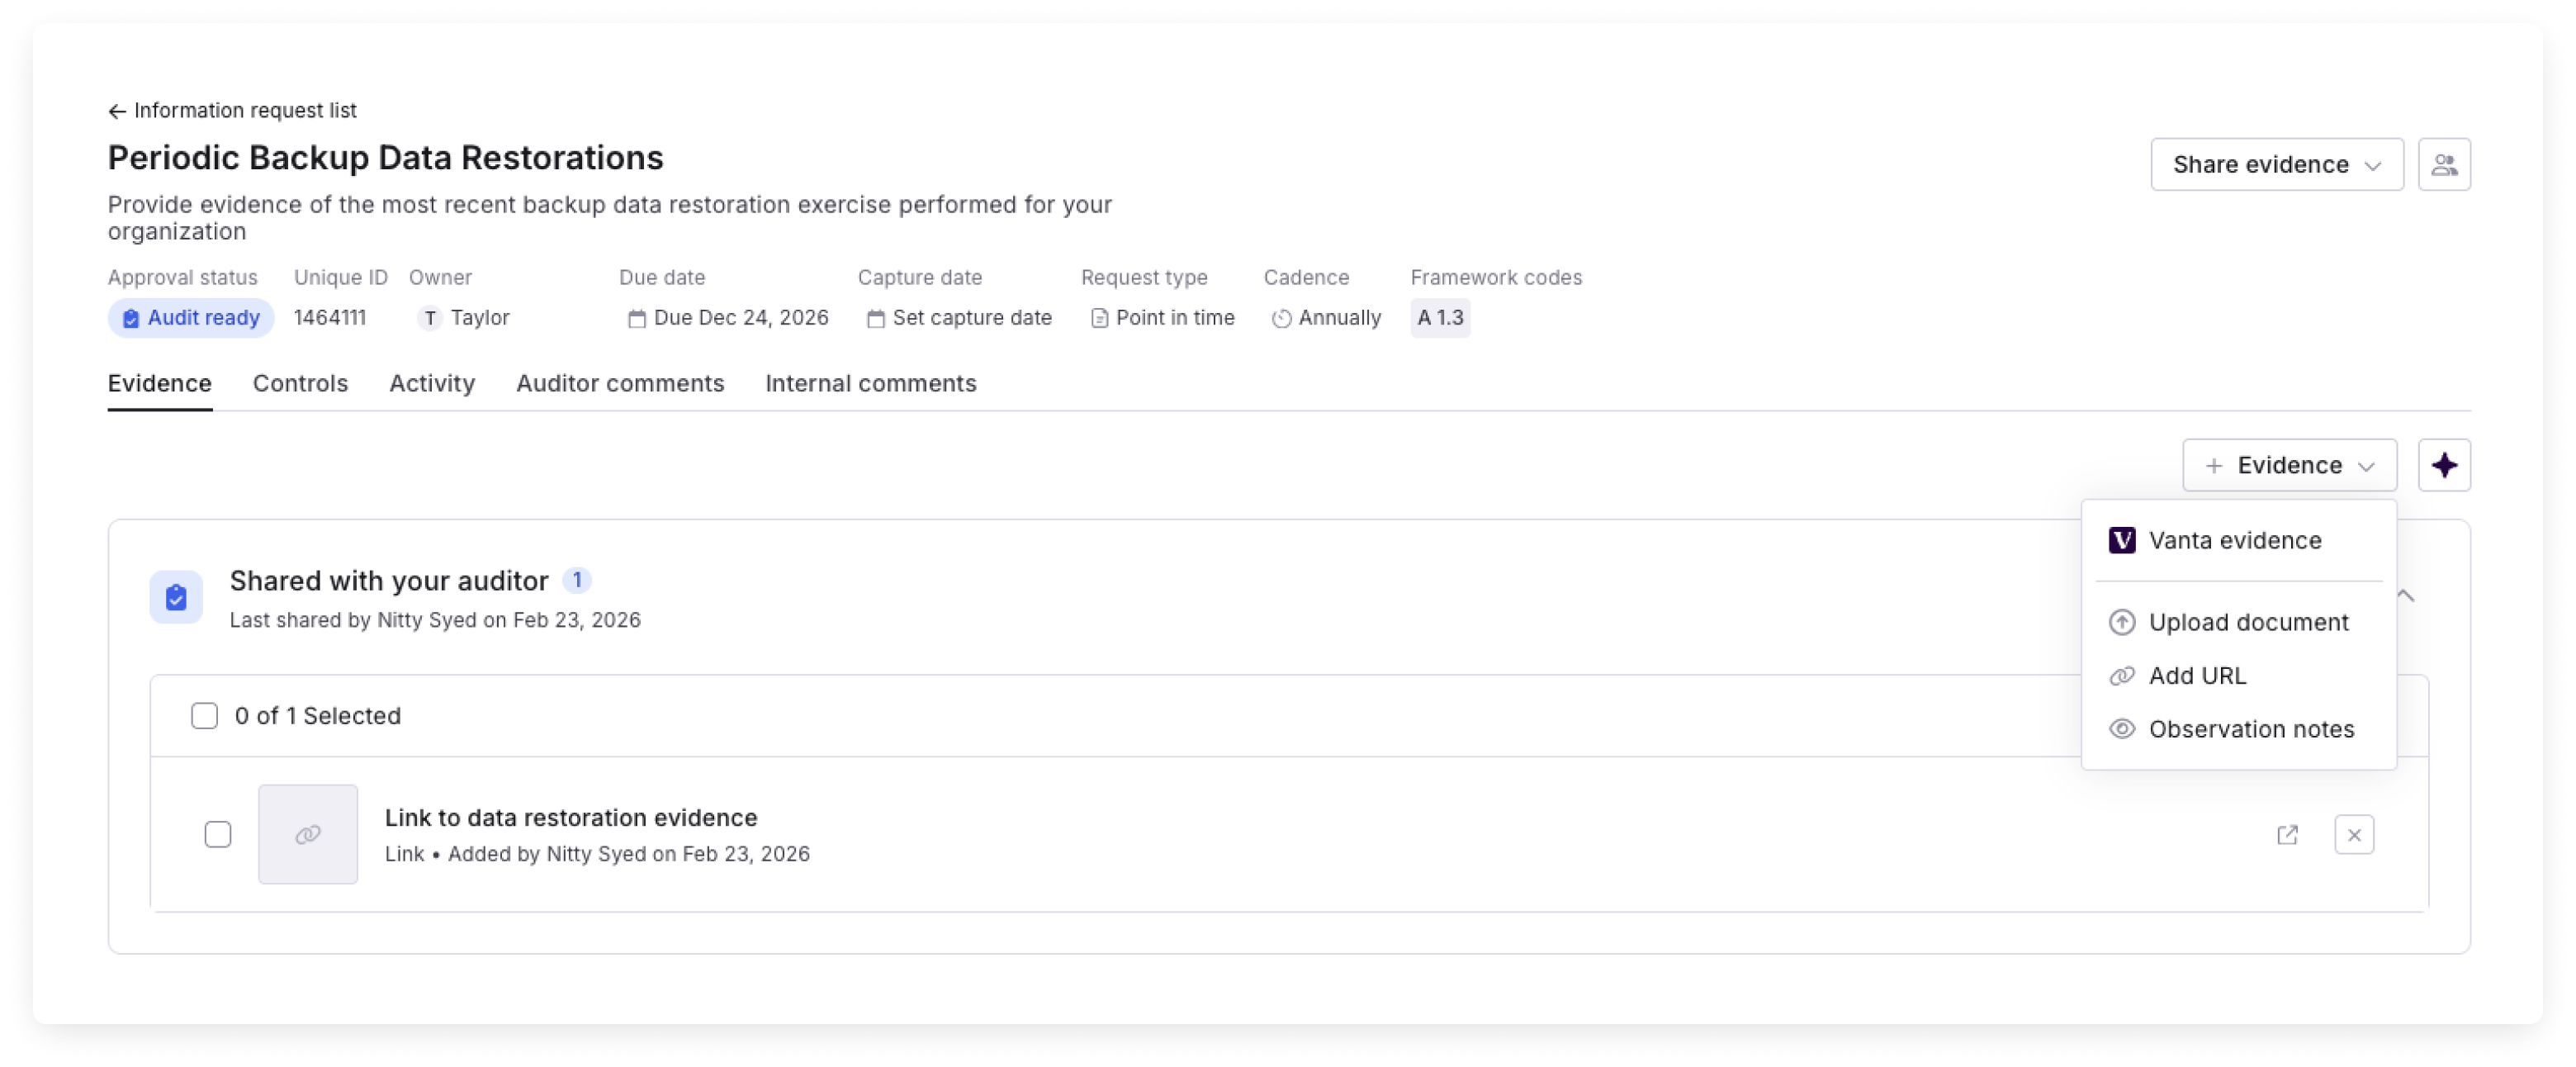 Information request list
Periodic Backup Data Restorations
Share evidence
Provide evidence of the most recent backup data restoration exercise performed for your
organization
Approval status Unique ID Owner Due date Capture date Request type Cadence Framework codes
Audit ready 1464111 T Taylor Due Dec 24, 2026 Set capture date Point in time Annually A 1.3
Evidence Controls Activity Auditor comments Internal comments
+ Evidence
V Vanta evidence
Upload document
Add URL
Observation notes
Shared with your auditor 1
Last shared by Nitty Syed on Feb 23, 2026
0 of 1 Selected
Link to data restoration evidence
Link • Added by Nitty Syed on Feb 23, 2026